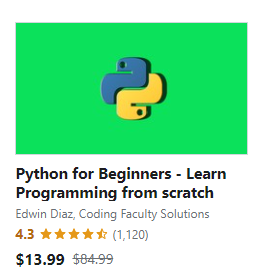 Python for Beginners - Learn
Programming from scratch
Edwin Diaz, Coding Faculty Solutions
4.3 (1,120)
$13.99 $84.99